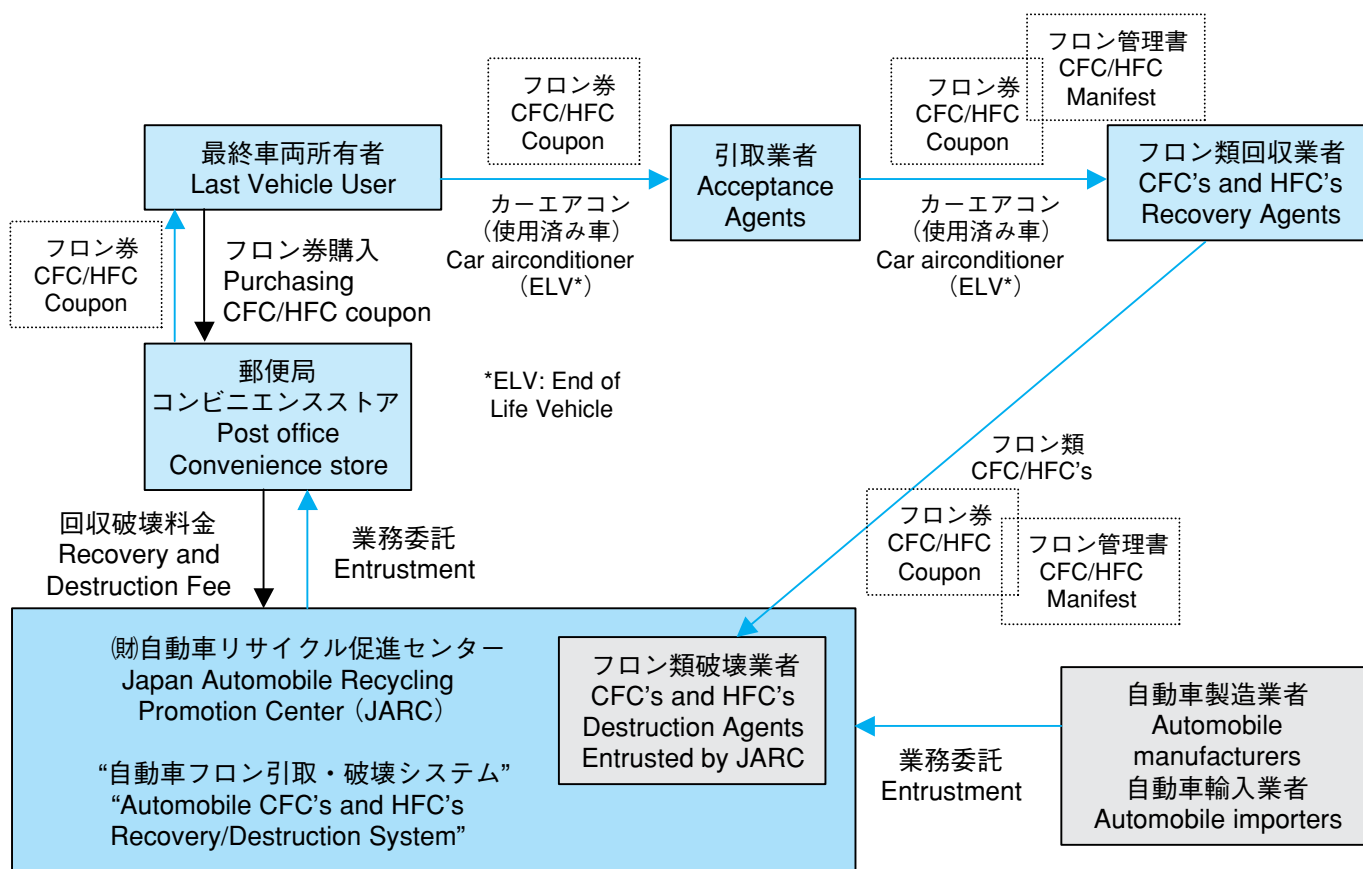 フロン券
CFC/HFC
Coupon
フロン券
CFC/HFC
Coupon
フロン管理書
CFC/HFC
Manifest
最終車両所有者
Last Vehicle User
引取業者
Acceptance
Agents
フロン類回収業者
CFC's and HFC's
Recovery Agents
カーエアコン
（使用済み車）
Car airconditioner
（ELV*）
カーエアコン
（使用済み車）
Car airconditioner
（ELV*）
フロン券
CFC/HFC
Coupon
フロン券購入
Purchasing
CFC/HFC coupon
郵便局
コンビニエンスストア
Post office
Convenience store
*ELV: End of
Life Vehicle
フロン類
CFC/HFC's
フロン券
CFC/HFC
Coupon
フロン管理書
CFC/HFC
Manifest
回収破壊料金
Recovery and
Destruction Fee
業務委託
Entrustment
㈶自動車リサイクル促進センター
Japan Automobile Recycling
Promotion Center（JARC）
“自動車フロン引取・破壊システム”
“Automobile CFC's and HFC's
Recovery/Destruction System”
フロン類破壊業者
CFC's and HFC's
Destruction Agents
Entrusted by JARC
業務委託
Entrustment
自動車製造業者
Automobile
manufacturers
自動車輸入業者
Automobile importers